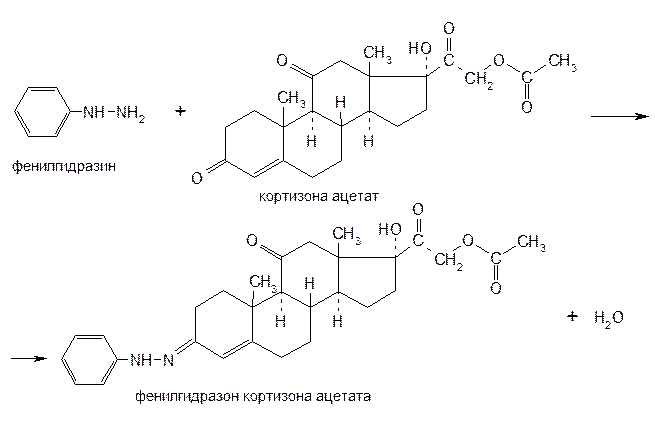 O CH3 HO O O CH3
C C
CH2
O
NH NH2 + CH3 H
H H
фенилгидразин O
кортизона ацетат
O CH3 HO O O CH3
C C
CH2
O
CH3 H
H H + H2O
NH N
фенилгидразон кортизона ацетата